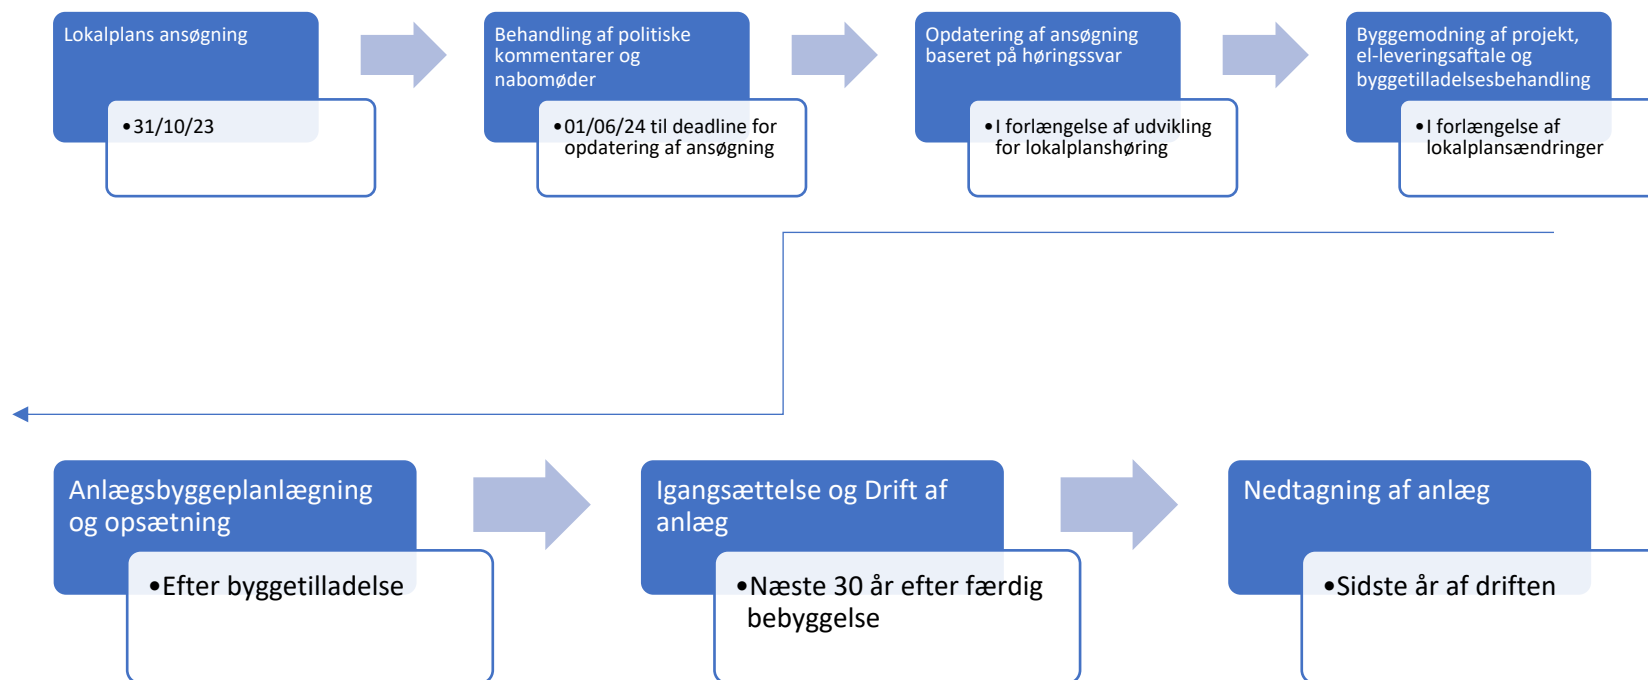 Lokalplans ansøgning
•31/10/23
Behandling af politiske
kommentarer og
nabomøder
•01/06/24 til deadline for
opdatering af ansøgning
Opdatering af ansøgning
baseret på høringssvar
•I forlængelse af udvikling
for lokalplanshøring
Byggemodning af projekt,
el-leveringsaftale og
byggetilladelsesbehandling
•I forlængelse af
lokalplansændringer
Anlægsbyggeplanlægning
og opsætning
•Efter byggetilladelse
Igangsættelse og Drift af
anlæg
•Næste 30 år efter færdig
bebyggelse
Nedtagning af anlæg
•Sidste år af driften